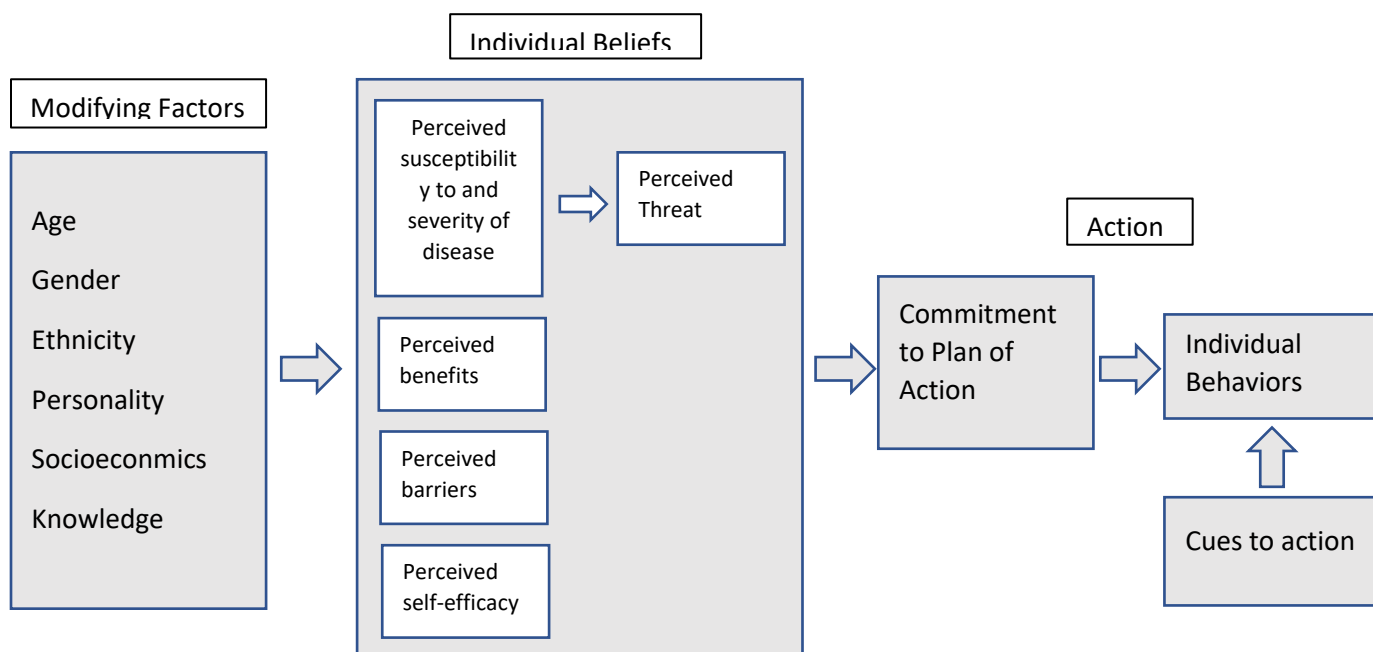 Individual Beliefs
Modifying Factors
Age
Gender
Ethnicity
Personality
Socioeconmics
Knowledge
Perceived
susceptibilit
y to and
severity of
disease
Perceived
Threat
Perceived
benefits
Perceived
barriers
Perceived
self-efficacy
Action
Commitment
to Plan of
Action
Individual
Behaviors
Cues to action